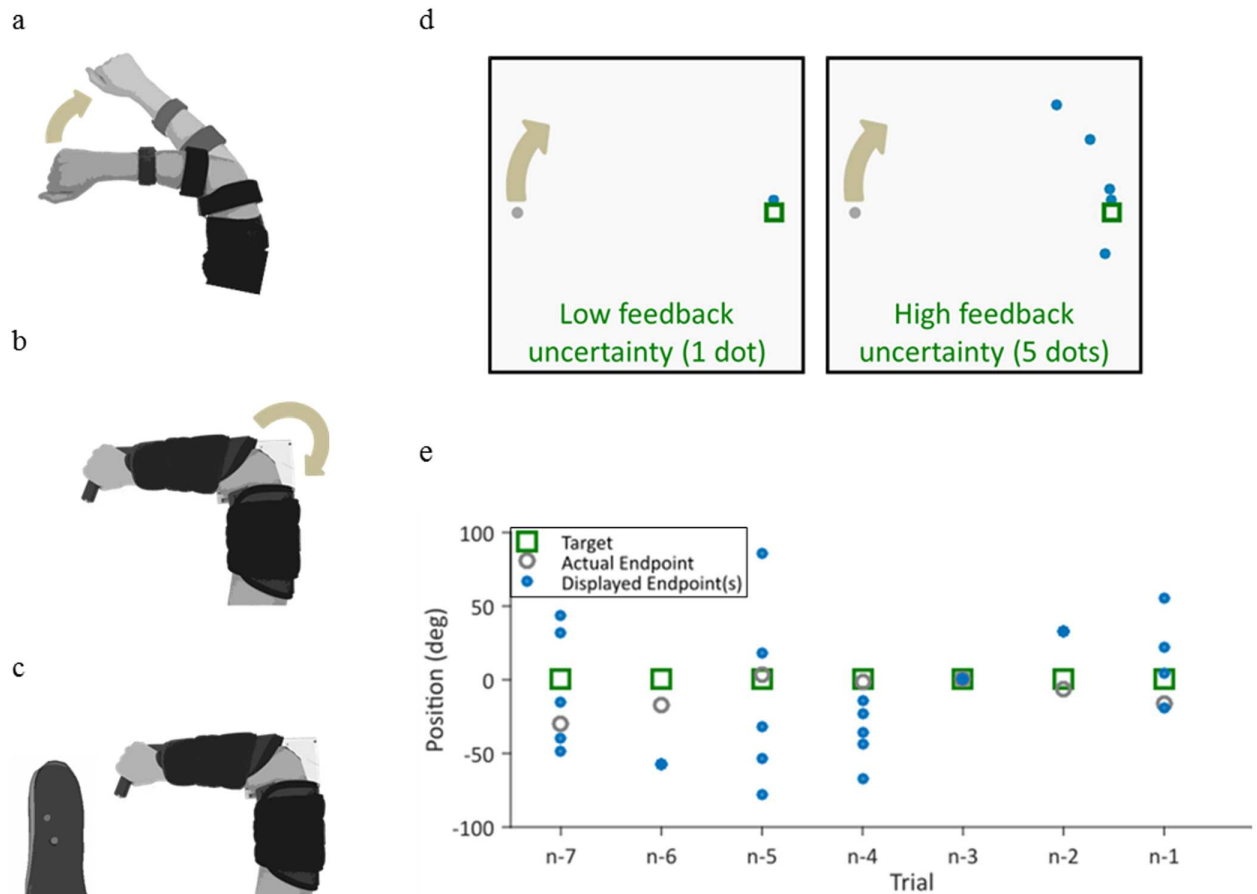 a
d
Low feedback
uncertainty (1 dot)
High feedback
uncertainty (5 dots)
b
e
Target
Actual Endpoint
Displayed Endpoint(s)
100
50
0
-50
-100
Position (deg)
n-7
n-6
n-5
n-4
n-3
n-2
n-1
Trial
c